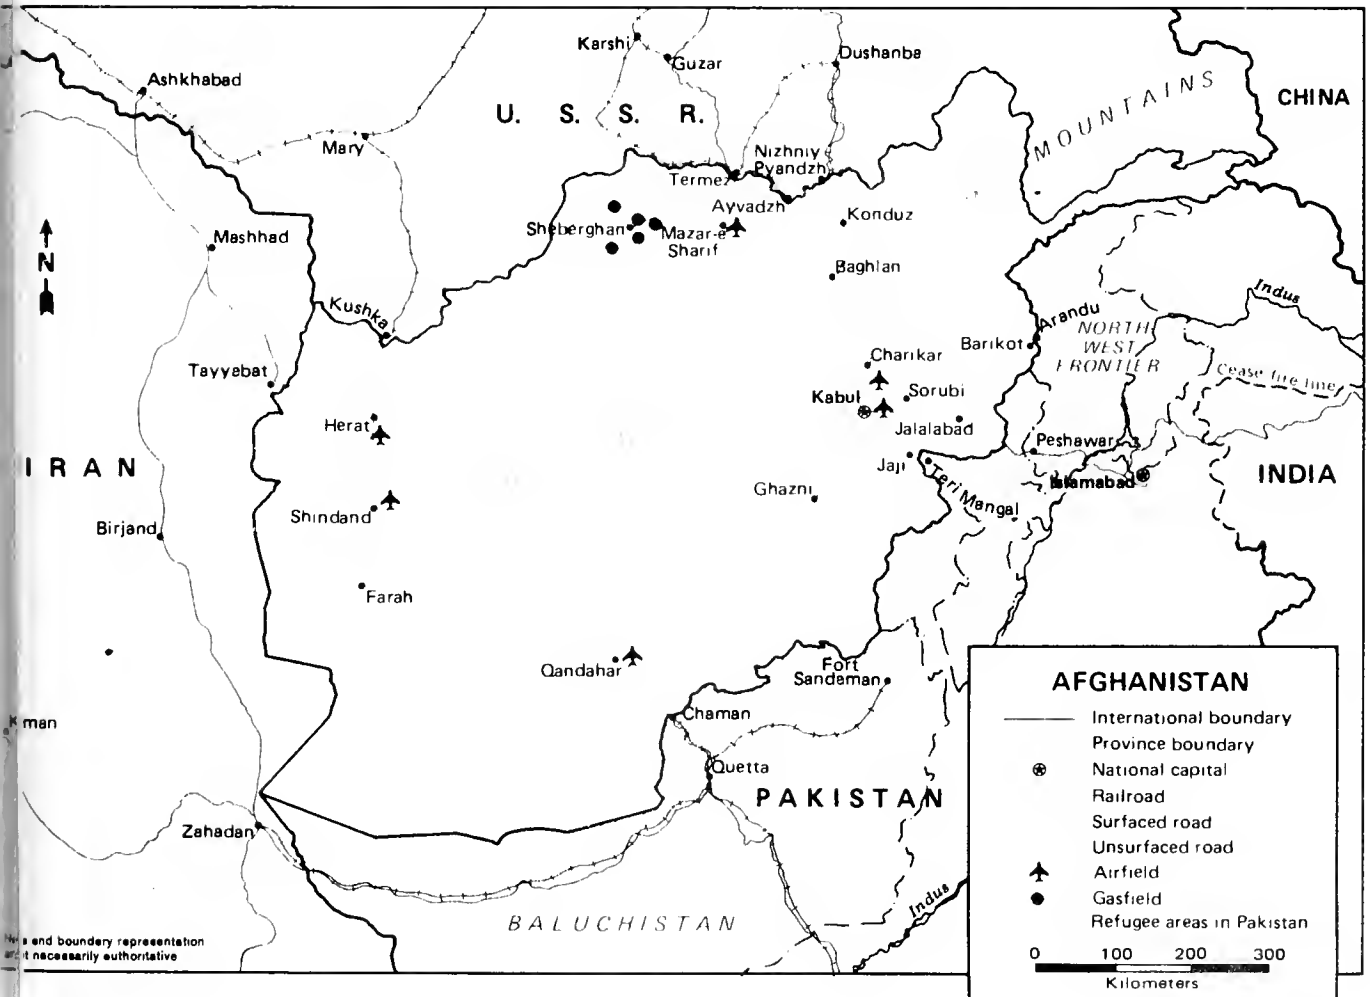 Karshi
Guzar
Dushanba
Ashkhabad
U. S. S. R.
MOUNTAINS
CHINA
Mary
Nizhniy
Pyandzh
Termez
Ayvadzh
Konduz
Sheberghan
Mazar-e
Sharif
Mashhad
N
Baghlan
Indus
Kushka
Arandu
NORTH
WEST
FRONTIER
Barikot
Charikar
Tayyebat
Cease fire line
Sorubi
Kabul
Herat
Jalalabad
Peshawar
IRAN
Jaji
Teri Mangal
Islamabad
INDIA
Ghazni
Shindand
Birjand
Farah
Qandahar
Fort
Sandeman
Chaman
man
Quetta
PAKISTAN
Zahadan
Indus
BALUCHISTAN
s and boundary representation
t necessarily authoritative
AFGHANISTAN
International boundary
Province boundary
National capital
Railroad
Surfaced road
Unsurfaced road
Airfield
Gasfield
Refugee areas in Pakistan
0 100 200 300
Kilometers